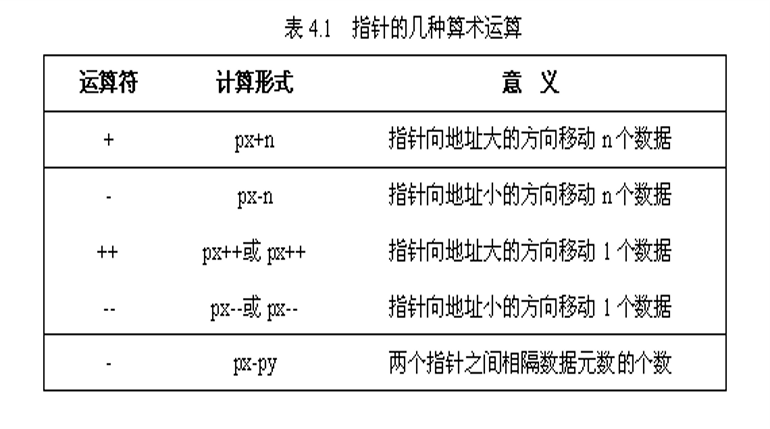 表 4.1 指针的几种算术运算
运算符 计算形式 意 义
+ px+n 指针向地址大的方向移动 n 个数据
- px-n 指针向地址小的方向移动 n 个数据
++ px++或 px++ 指针向地址大的方向移动 1 个数据
-- px--或 px-- 指针向地址小的方向移动 1 个数据
- px-py 两个指针之间相隔数据元数的个数